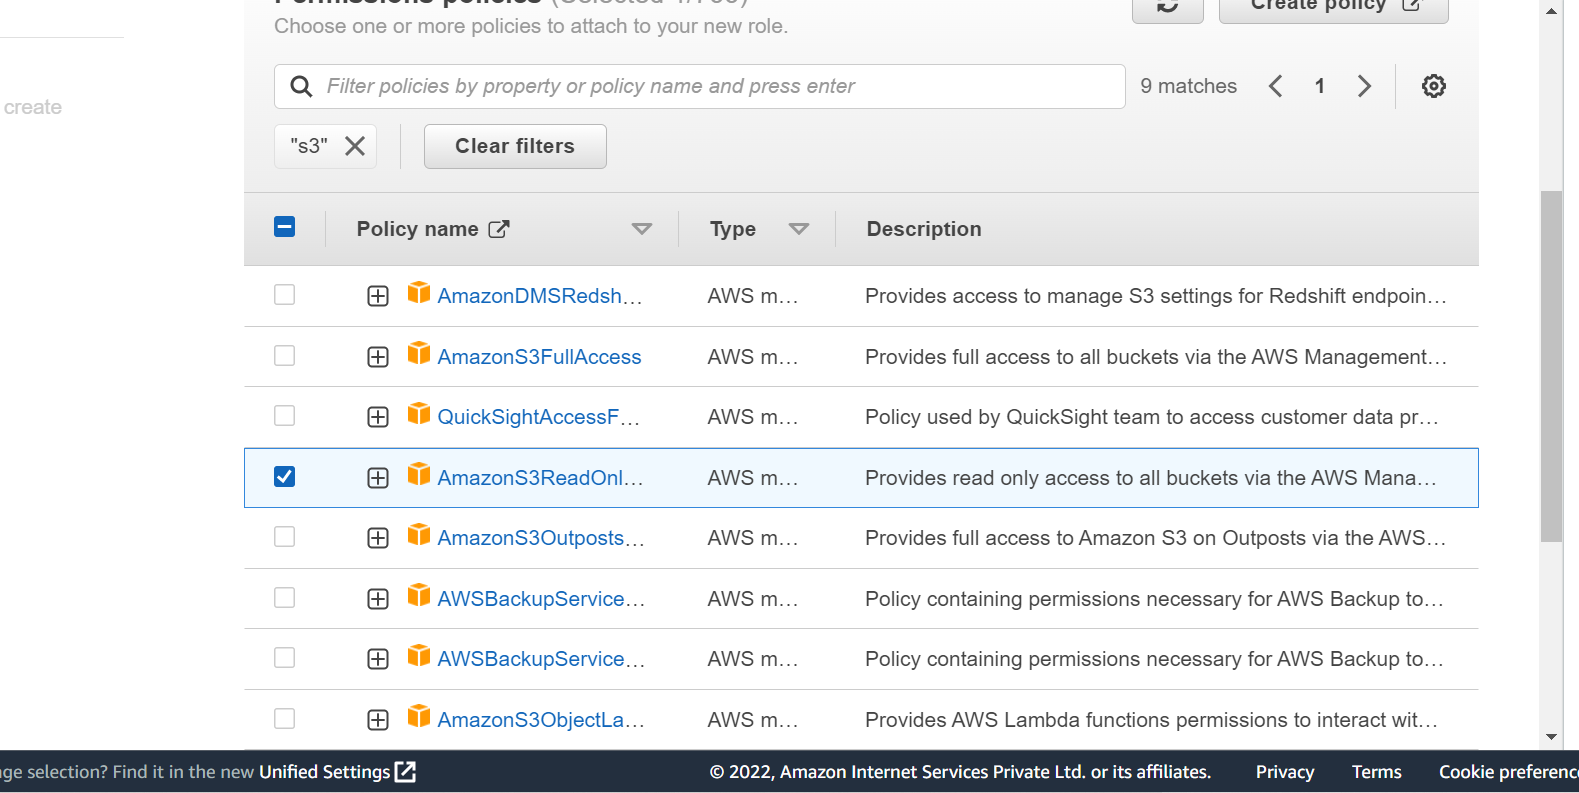 Permissions policies
Create policy
Choose one or more policies to attach to your new role.
create
Filter policies by property or policy name and press enter
9 matches
1
"s3"
Clear filters
Policy name
Type
Description
AmazonDMSRedsh...
AWS m...
Provides access to manage S3 settings for Redshift endpoin...
AmazonS3FullAccess
AWS m...
Provides full access to all buckets via the AWS Management...
QuickSightAccessF...
AWS m...
Policy used by QuickSight team to access customer data pr...
AmazonS3ReadOnl...
AWS m...
Provides read only access to all buckets via the AWS Mana...
AmazonS3Outposts...
AWS m...
Provides full access to Amazon S3 on Outposts via the AWS...
AWSBackupService...
AWS m...
Policy containing permissions necessary for AWS Backup to...
AWSBackupService...
AWS m...
Policy containing permissions necessary for AWS Backup to...
AmazonS3ObjectLa...
AWS m...
Provides AWS Lambda functions permissions to interact wit...
selection? Find it in the new Unified Settings
© 2022, Amazon Internet Services Private Ltd. or its affiliates.
Privacy
Terms
Cookie preferenc